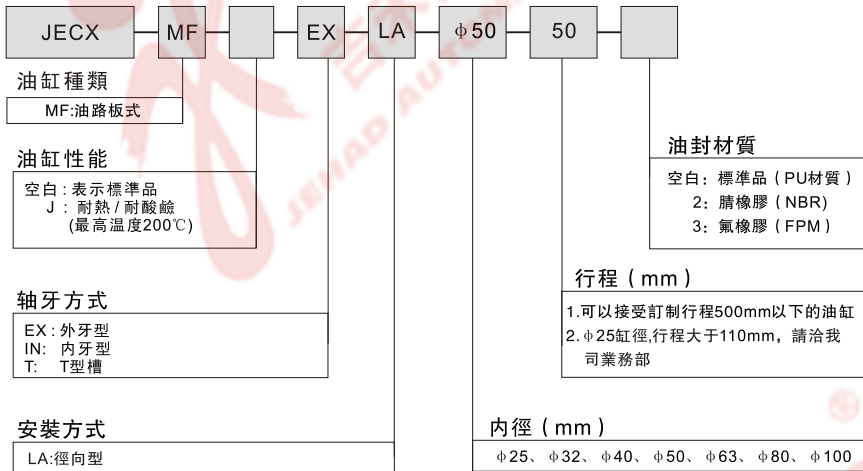 JECX MF EX LA φ50 50
油缸種類
MF:油路板式
油缸性能
空白:表示標準品
J : 耐熱/耐酸鹼
(最高温度200℃)
轴牙方式
EX:外牙型
IN: 内牙型
T: T型槽
安裝方式
LA:徑向型
油封材質
空白: 標準品(PU材質)
2: 腈橡膠(NBR)
3: 氟橡膠(FPM)
行程(mm)
1.可以接受訂制行程500mm以下的油缸
2.φ25缸徑,行程大于110mm，請洽我
司業務部
内徑(mm)
φ25、φ32、φ40、φ50、φ63、φ80、φ100
JEHAD AUTOM